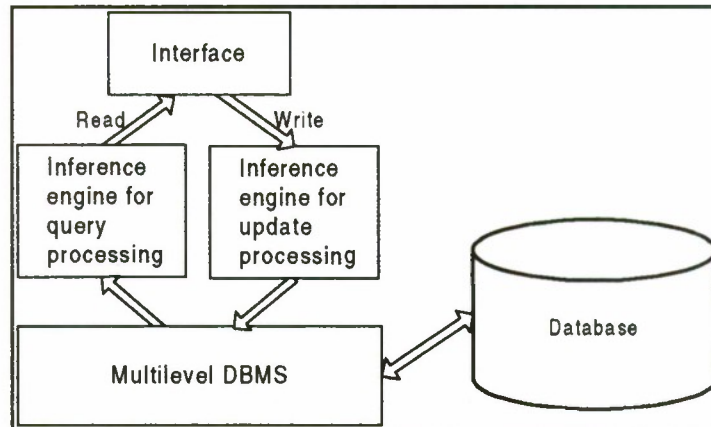 Interface
Read
Write
Inference
engine for
query
processing
Inference
engine for
update
processing
Database
Multilevel DBMS